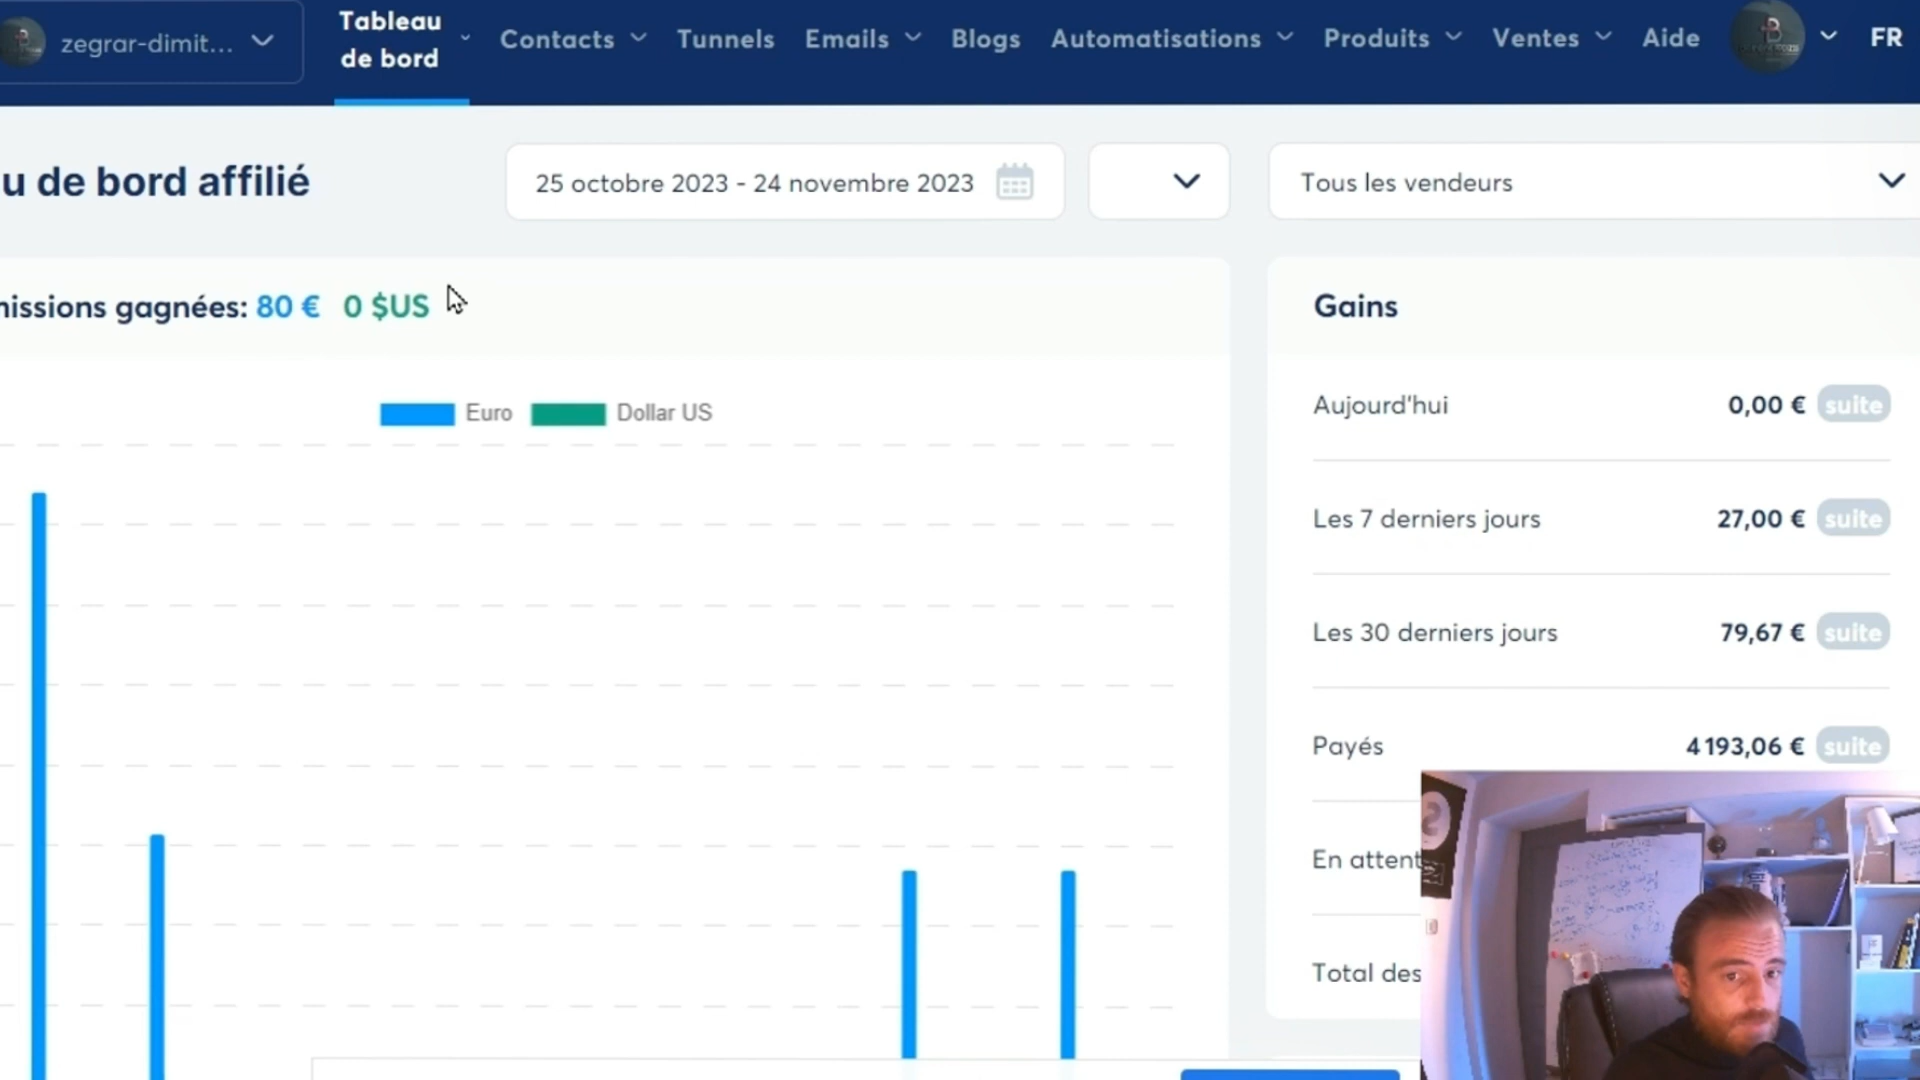 zegrar-dimit...
Tableau
de bord
Contacts
Tunnels
Emails
Blogs
Automatisations
Produits
Ventes
Aide
FR
u de bord affilié
25 octobre 2023 - 24 novembre 2023
Tous les vendeurs
nissions gagnées: 80 € 0 $US
Euro
Dollar US
Gains
Aujourd'hui 0,00 € suite
Les 7 derniers jours 27,00 € suite
Les 30 derniers jours 79,67 € suite
Payés 4 193,06 € suite
En attent
Total des